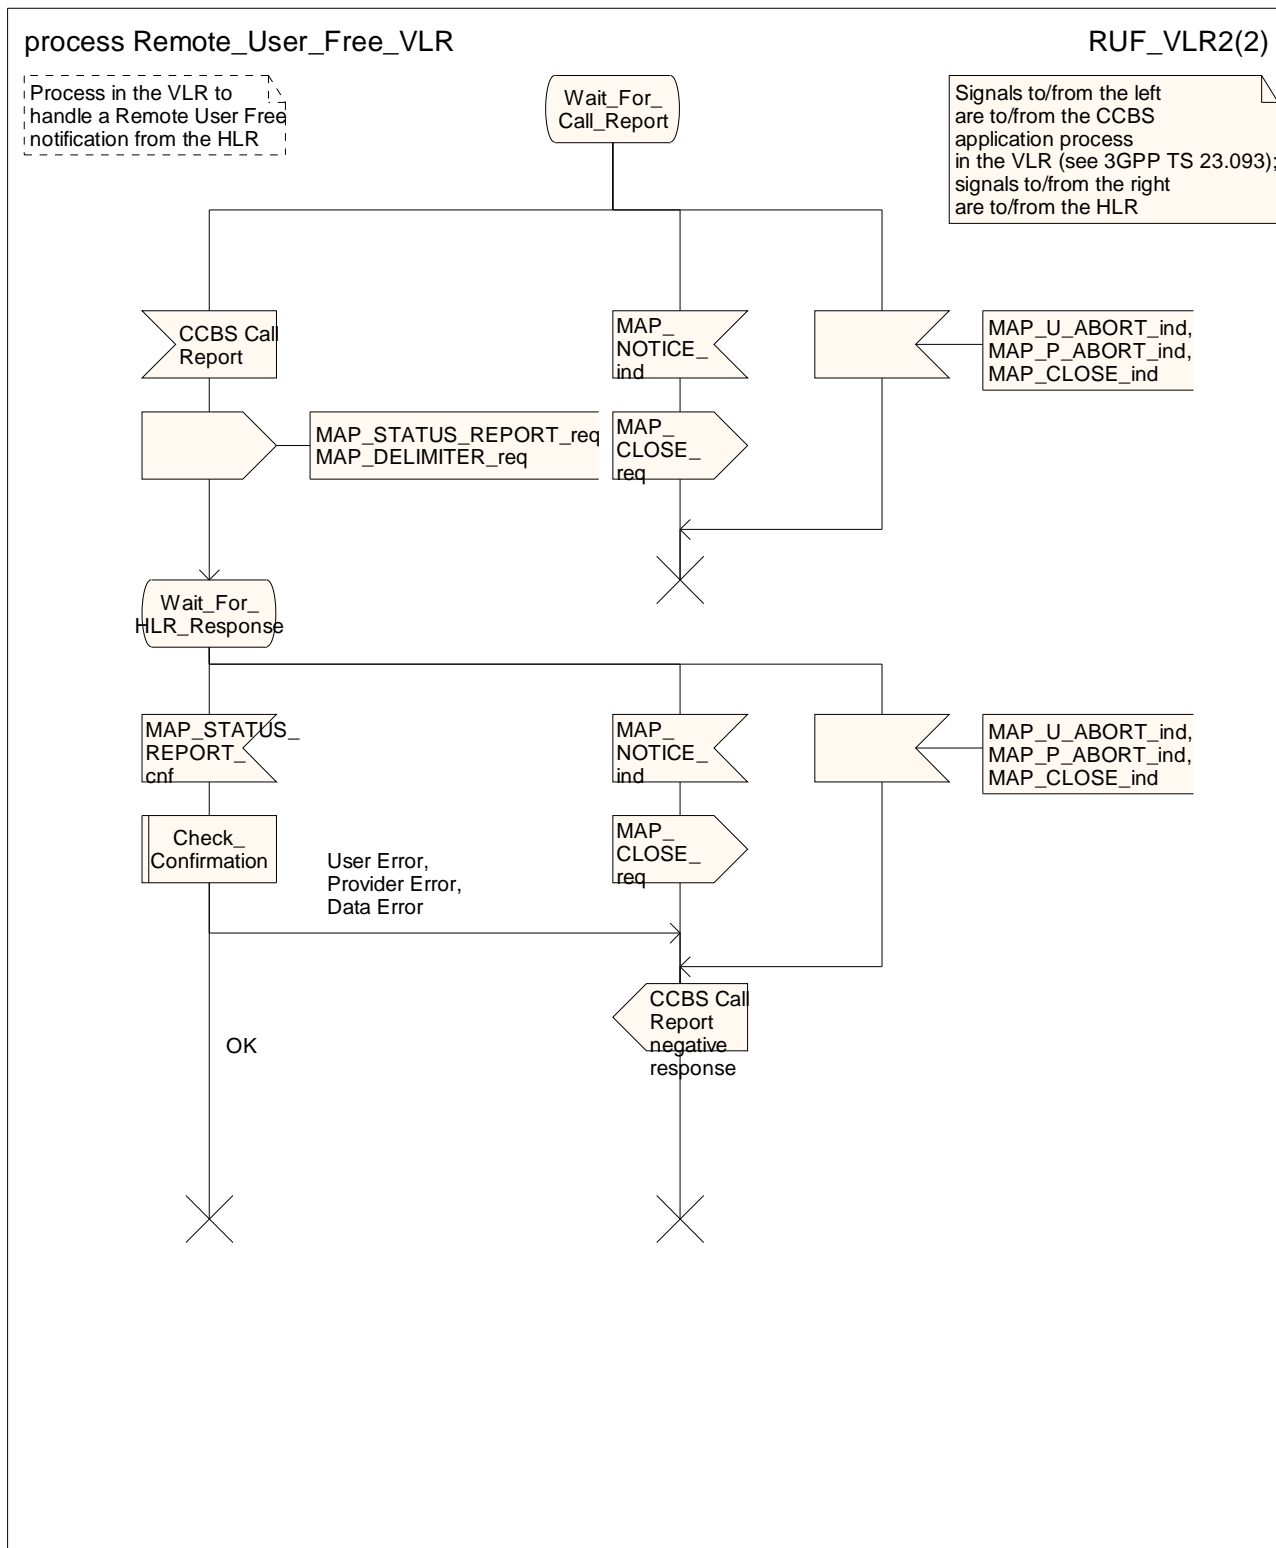 process Remote_User_Free_VLR
RUF_VLR2(2)
Process in the VLR to
handle a Remote User Free
notification from the HLR
Wait_For_
Call_Report
Signals to/from the left
are to/from the CCBS
application process
in the VLR (see 3GPP TS 23.093);
signals to/from the right
are to/from the HLR
CCBS Call
Report
MAP_
NOTICE_
ind
MAP_U_ABORT_ind,
MAP_P_ABORT_ind,
MAP_CLOSE_ind
MAP_STATUS_REPORT_req
MAP_DELIMITER_req
MAP_
CLOSE_
req
Wait_For_
HLR_Response
MAP_STATUS_
REPORT_
cnf
MAP_
NOTICE_
ind
MAP_U_ABORT_ind,
MAP_P_ABORT_ind,
MAP_CLOSE_ind
Check_
Confirmation
User Error,
Provider Error,
Data Error
MAP_
CLOSE_
req
CCBS Call
Report
negative
response
OK